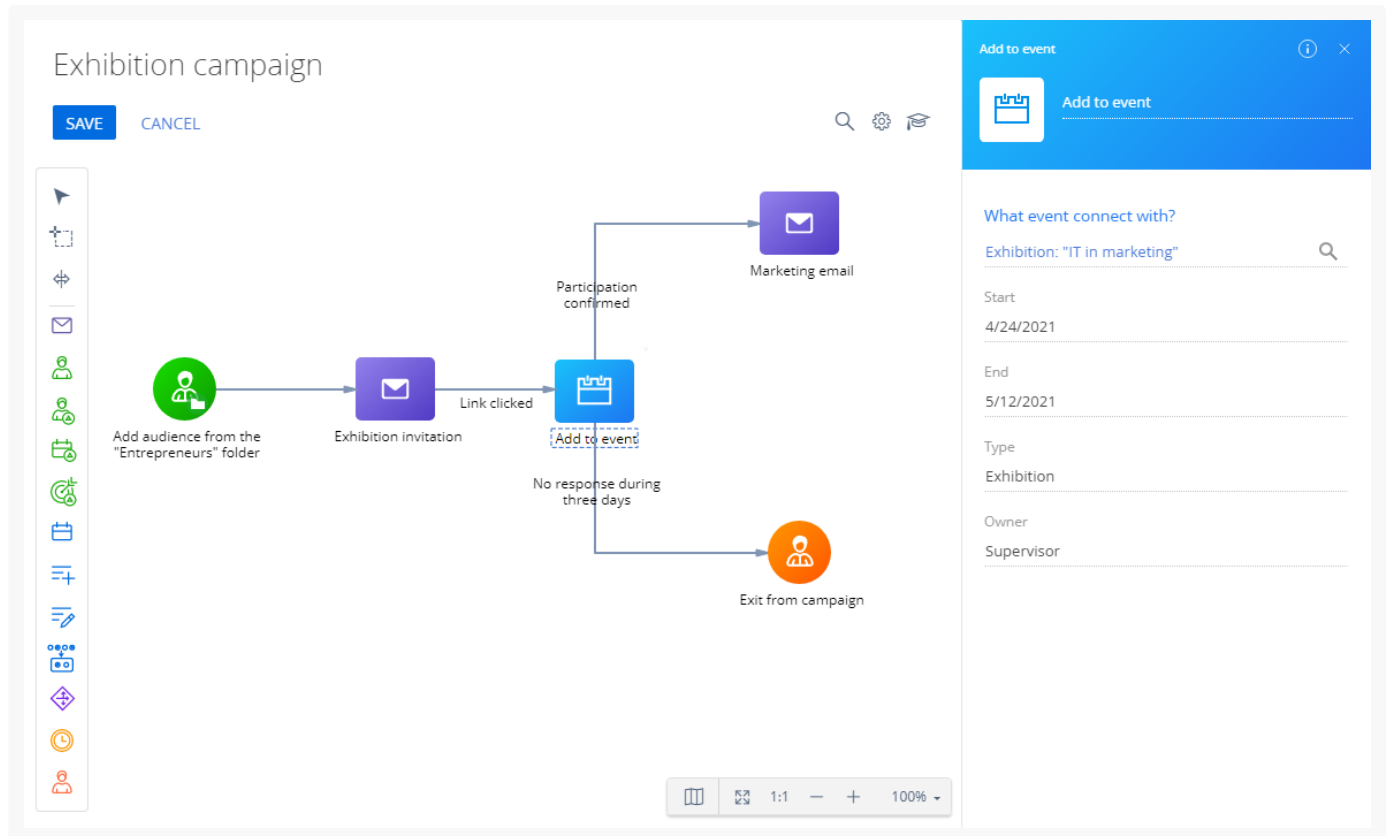 Exhibition campaign
SAVE
CANCEL
Participation
confirmed
Marketing email
Add audience from the
"Entrepreneurs" folder
Exhibition invitation
Link clicked
Add to event
No response during
three days
Exit from campaign
1:1
100%
Add to event
Add to event
What event connect with?
Exhibition: "IT in marketing"
Start
4/24/2021
End
5/12/2021
Type
Exhibition
Owner
Supervisor